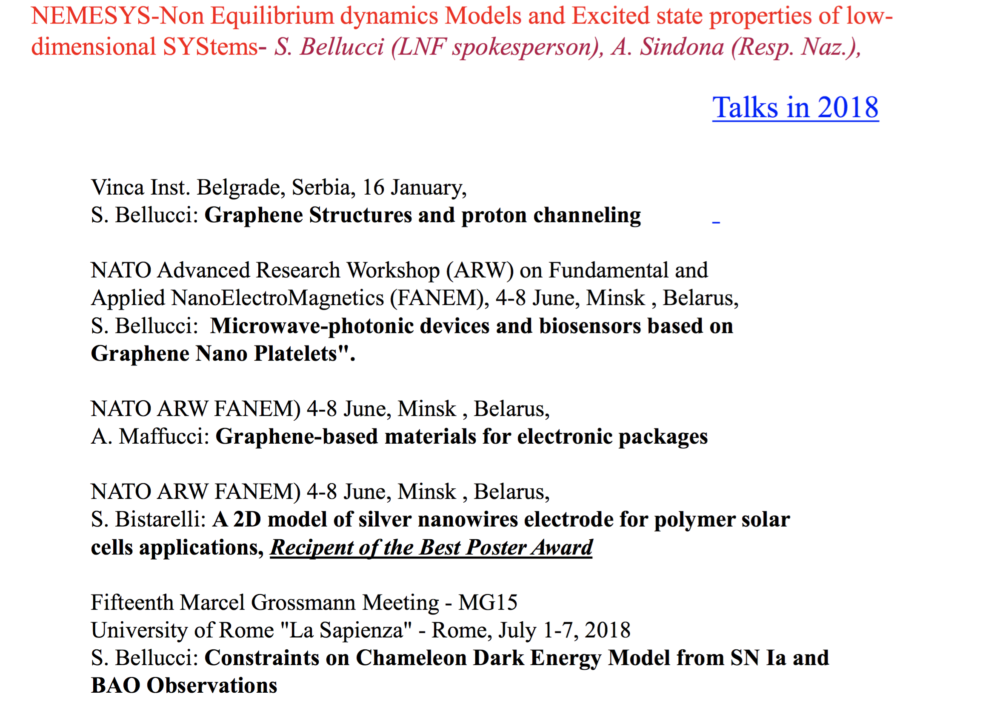 NEMESYS-Non Equilibrium dynamics Models and Excited state properties of low-
dimensional SYStems- S. Bellucci (LNF spokesperson), A. Sindona (Resp. Naz.),
Talks in 2018
Vinca Inst. Belgrade, Serbia, 16 January,
S. Bellucci: Graphene Structures and proton channeling
NATO Advanced Research Workshop (ARW) on Fundamental and
Applied NanoElectroMagnetics (FANEM), 4-8 June, Minsk , Belarus,
S. Bellucci:  Microwave-photonic devices and biosensors based on
Graphene Nano Platelets".
NATO ARW FANEM) 4-8 June, Minsk , Belarus,
A. Maffucci: Graphene-based materials for electronic packages
NATO ARW FANEM) 4-8 June, Minsk , Belarus,
S. Bistarelli: A 2D model of silver nanowires electrode for polymer solar
cells applications, Recipent of the Best Poster Award
Fifteenth Marcel Grossmann Meeting - MG15
University of Rome "La Sapienza" - Rome, July 1-7, 2018
S. Bellucci: Constraints on Chameleon Dark Energy Model from SN Ia and
BAO Observations